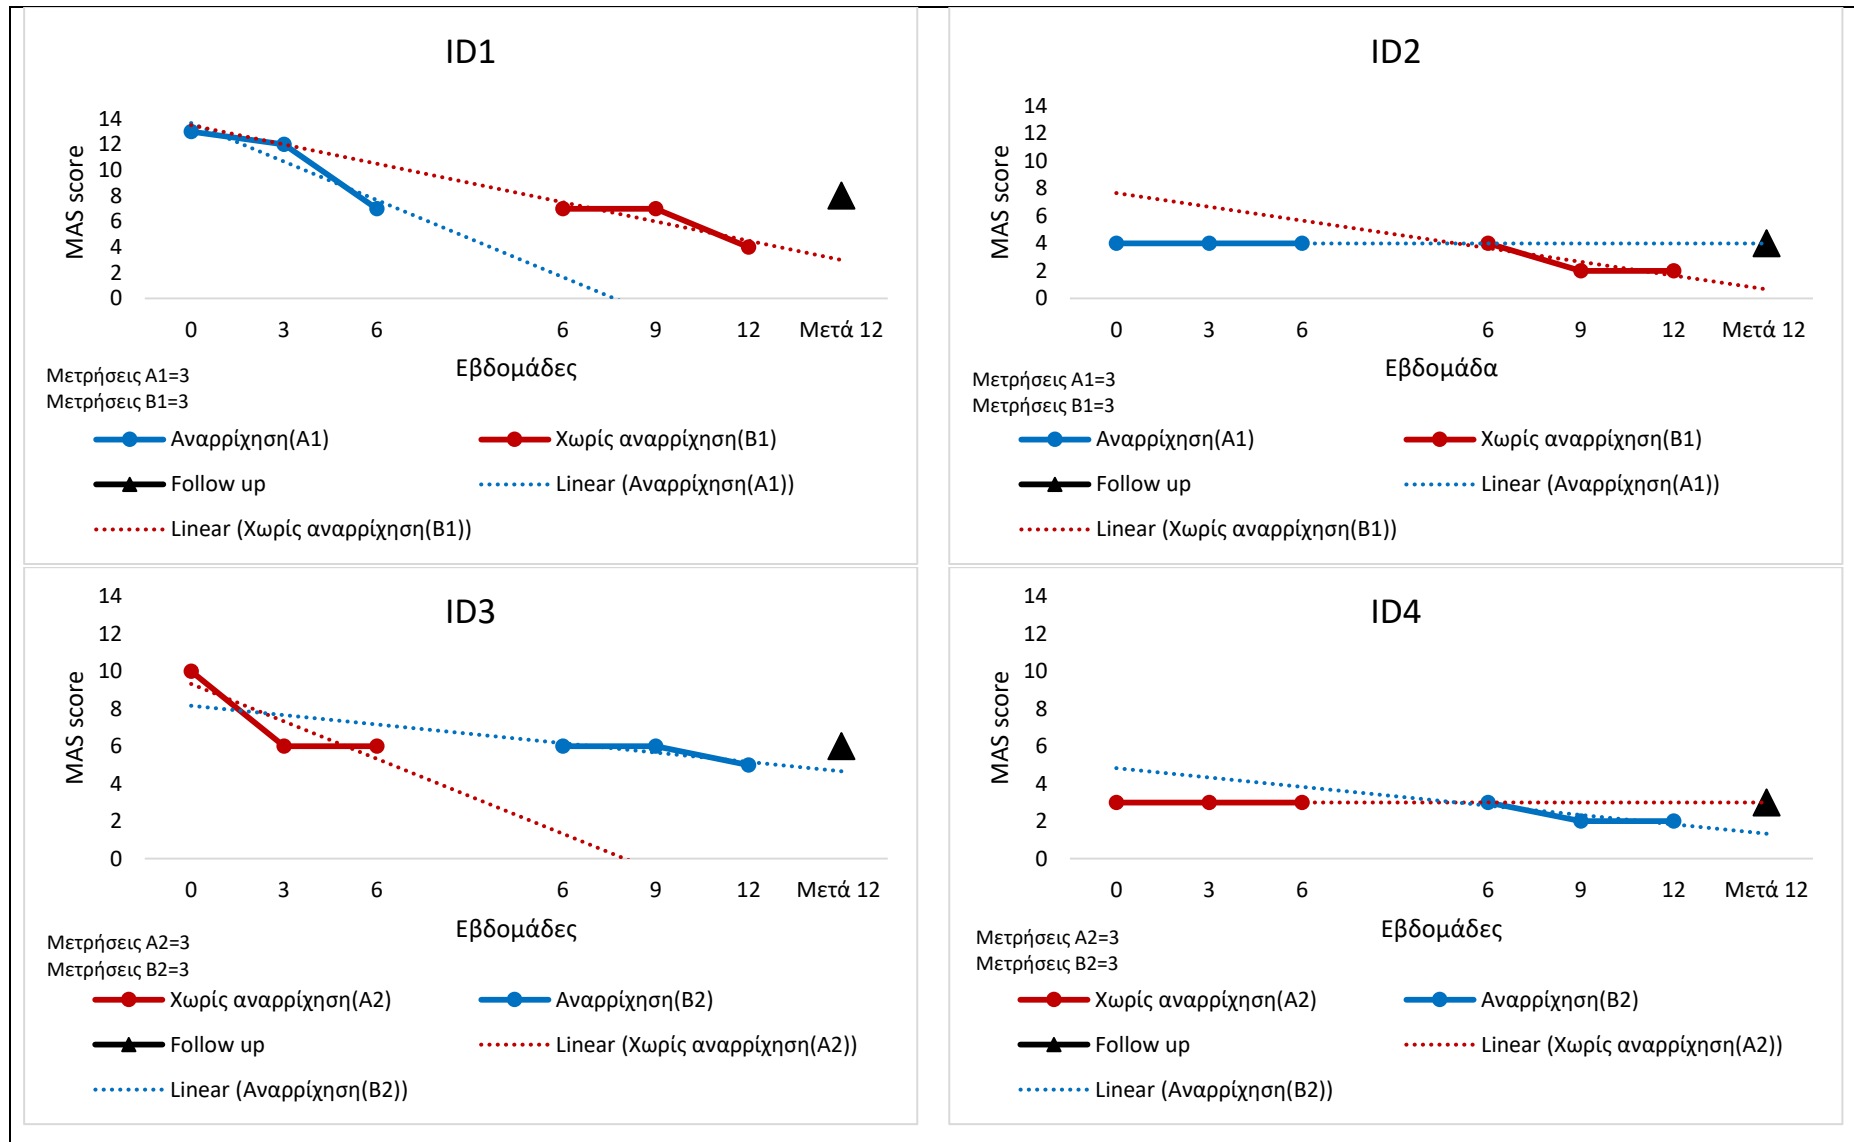 ID1
14
12
10
8
6
4
2
0
MAS score
0 3 6 6 9 12 Μετά 12
Εβδομάδες
Μετρήσεις A1=3
Μετρήσεις B1=3
Αναρρίχηση(A1)
Χωρίς αναρρίχηση(B1)
Follow up
Linear (Αναρρίχηση(A1))
Linear (Χωρίς αναρρίχηση(B1))
ID2
14
12
10
8
6
4
2
0
MAS score
0 3 6 6 9 12 Μετά 12
Εβδομάδα
Μετρήσεις A1=3
Μετρήσεις B1=3
Αναρρίχηση(A1)
Χωρίς αναρρίχηση(B1)
Follow up
Linear (Αναρρίχηση(A1))
Linear (Χωρίς αναρρίχηση(B1))
ID3
14
12
10
8
6
4
2
0
MAS score
0 3 6 6 9 12 Μετά 12
Εβδομάδες
Μετρήσεις A2=3
Μετρήσεις B2=3
Χωρίς αναρρίχηση(A2)
Αναρρίχηση(B2)
Follow up
Linear (Χωρίς αναρρίχηση(A2))
Linear (Αναρρίχηση(B2))
ID4
14
12
10
8
6
4
2
0
MAS score
0 3 6 6 9 12 Μετά 12
Εβδομάδες
Μετρήσεις A2=3
Μετρήσεις B2=3
Χωρίς αναρρίχηση(A2)
Αναρρίχηση(B2)
Follow up
Linear (Χωρίς αναρρίχηση(A2))
Linear (Αναρρίχηση(B2))